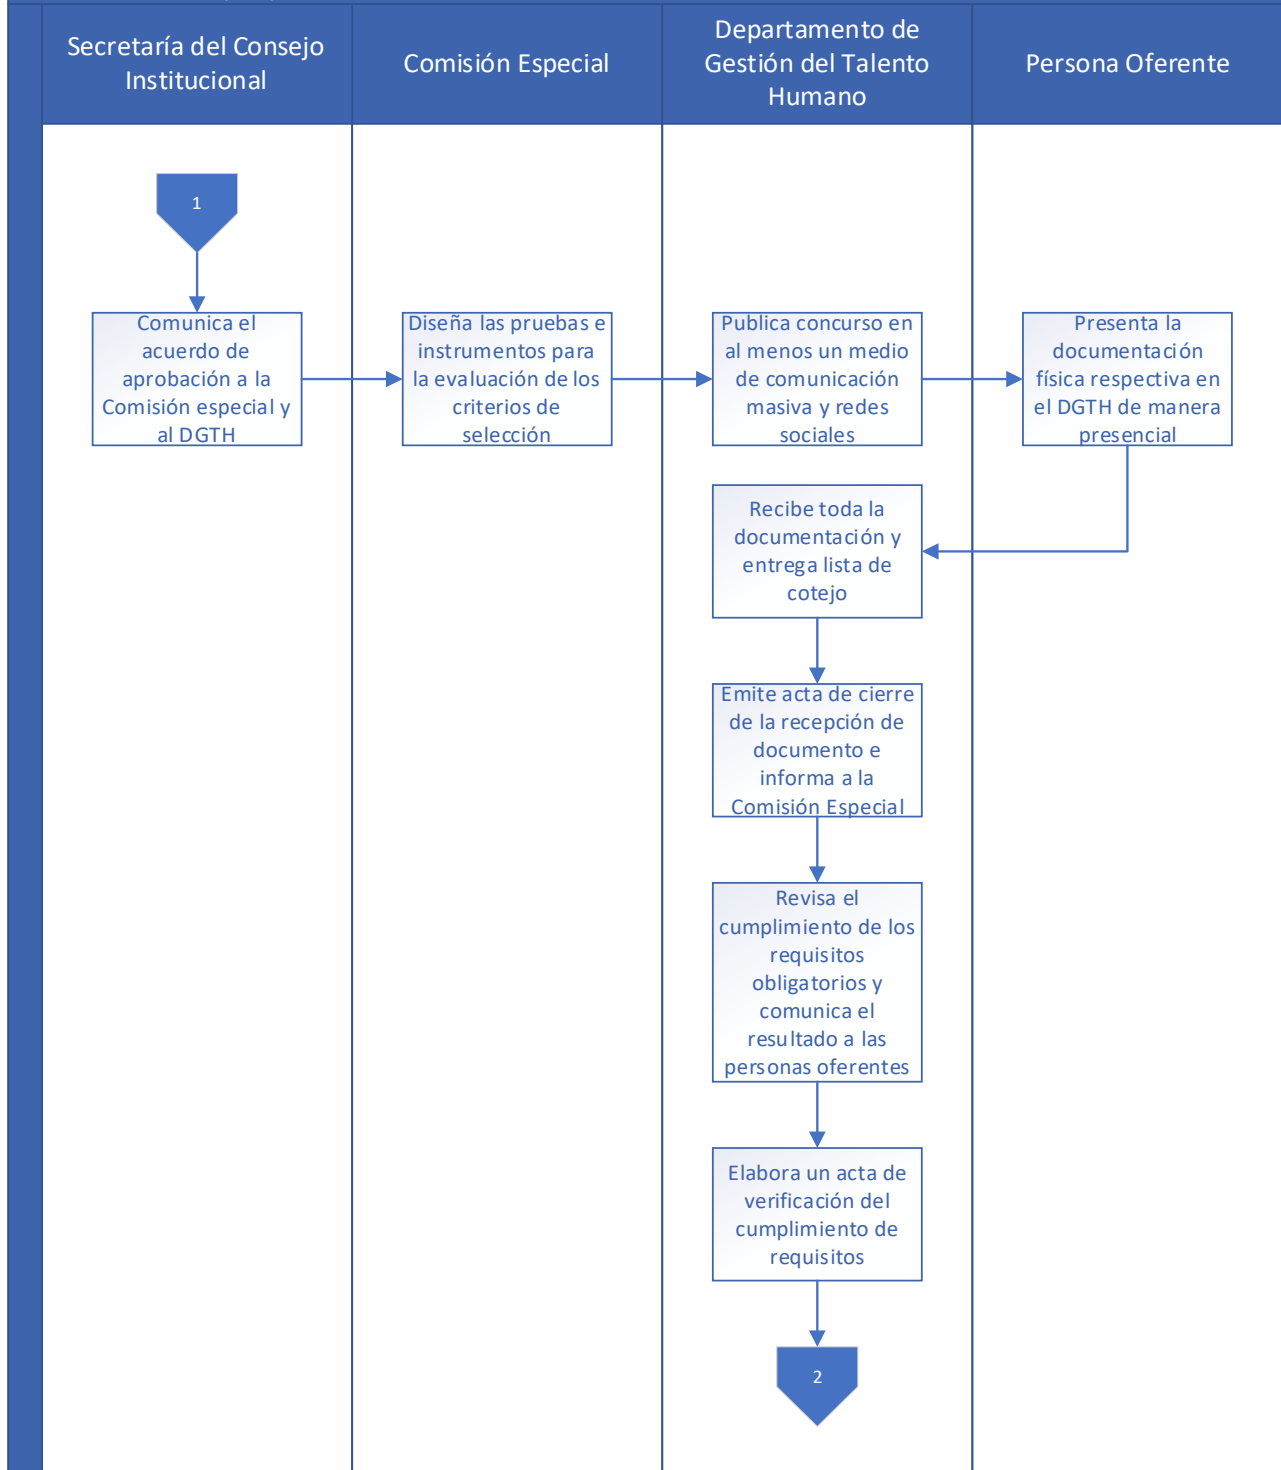 Secretaría del Consejo
Institucional
Comisión Especial
Departamento de
Gestión del Talento
Humano
Persona Oferente
1
Comunica el
acuerdo de
aprobación a la
Comisión especial y
al DGTH
Diseña las pruebas e
instrumentos para
la evaluación de los
criterios de
selección
Publica concurso en
al menos un medio
de comunicación
masiva y redes
sociales
Presenta la
documentación
física respectiva en
el DGTH de manera
presencial
Recibe toda la
documentación y
entrega lista de
cotejo
Emite acta de cierre
de la recepción de
documento e
informa a la
Comisión Especial
Revisa el
cumplimiento de los
requisitos
obligatorios y
comunica el
resultado a las
personas oferentes
Elabora un acta de
verificación del
cumplimiento de
requisitos
2